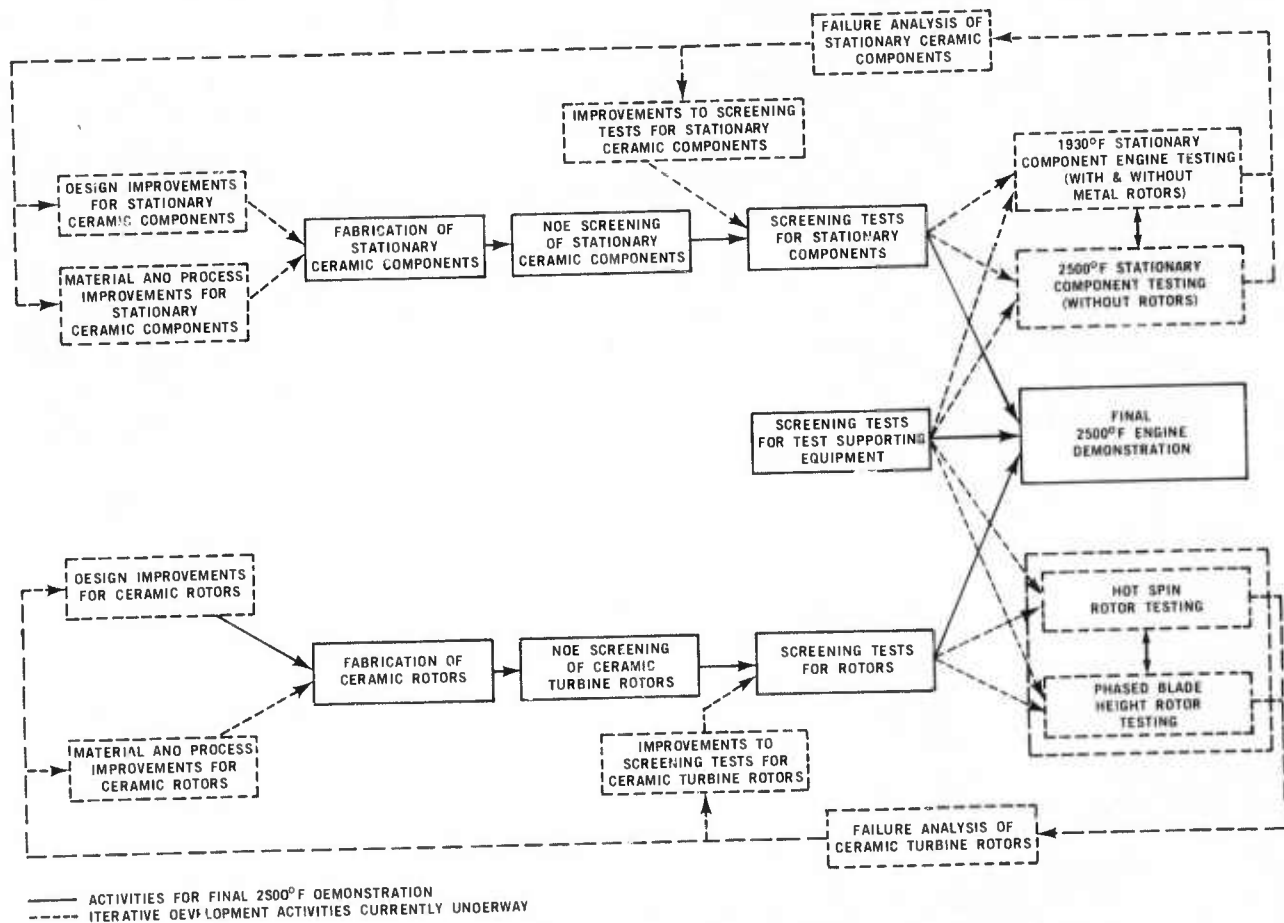 FAILURE ANALYSIS OF
STATIONARY CERAMIC
COMPONENTS
IMPROVEMENTS TO SCREENING
TESTS FOR STATIONARY
CERAMIC COMPONENTS
1930°F STATIONARY
COMPONENT ENGINE TESTING
(WITH & WITHOUT
METAL ROTORS)
OESIGN IMPROVEMENTS
FOR STATIONARY
CERAMIC COMPONENTS
FABRICATION OF
STATIONARY
CERAMIC COMPONENTS
NOE SCREENING
OF STATIONARY
CERAMIC COMPONENTS
SCREENING TESTS
FOR STATIONARY
COMPONENTS
2500°F STATIONARY
COMPONENT TESTING
(WITHOUT ROTORS)
MATERIAL AND PROCESS
IMPROVEMENTS FOR
STATIONARY
CERAMIC COMPONENTS
SCREENING TESTS
FOR TEST SUPPORTING
EQUIPMENT
FINAL
2500°F ENGINE
DEMONSTRATION
OESIGN IMPROVEMENTS
FOR CERAMIC ROTORS
FABRICATION OF
CERAMIC ROTORS
NOE SCREENING
OF CERAMIC
TURBINE ROTORS
SCREENING TESTS
FOR ROTORS
HOT SPIN
ROTOR TESTING
PHASED BLADE
HEIGHT ROTOR
TESTING
MATERIAL AND PROCESS
IMPROVEMENTS FOR
CERAMIC ROTORS
IMPROVEMENTS TO
SCREENING TESTS FOR
CERAMIC TURBINE ROTORS
FAILURE ANALYSIS OF
CERAMIC TURBINE ROTORS
ACTIVITIES FOR FINAL 2S00°F OEMONSTRATION
ITERATIVE OEVELOPMENT ACTIVITIES CURRENTLY UNDERWAY